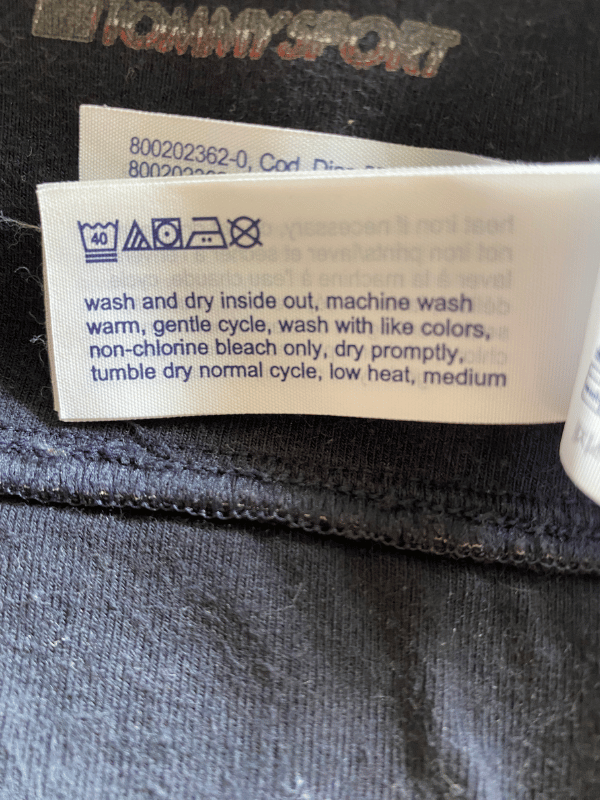 TOMMYSPORT
800202362-0, Cod.
40
wash and dry inside out, machine wash
warm, gentle cycle, wash with like colors,
non-chlorine bleach only, dry promptly,
tumble dry normal cycle, low heat, medium